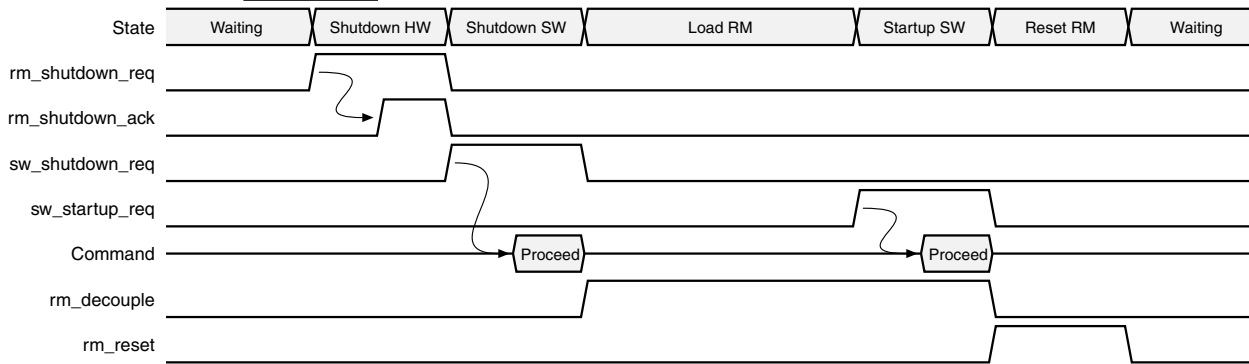 State Waiting Shutdown HW Shutdown SW Load RM Startup SW Reset RM Waiting
rm_shutdown_req
rm_shutdown_ack
sw_shutdown_req
sw_startup_req
Command Proceed Proceed
rm_decouple
rm_reset